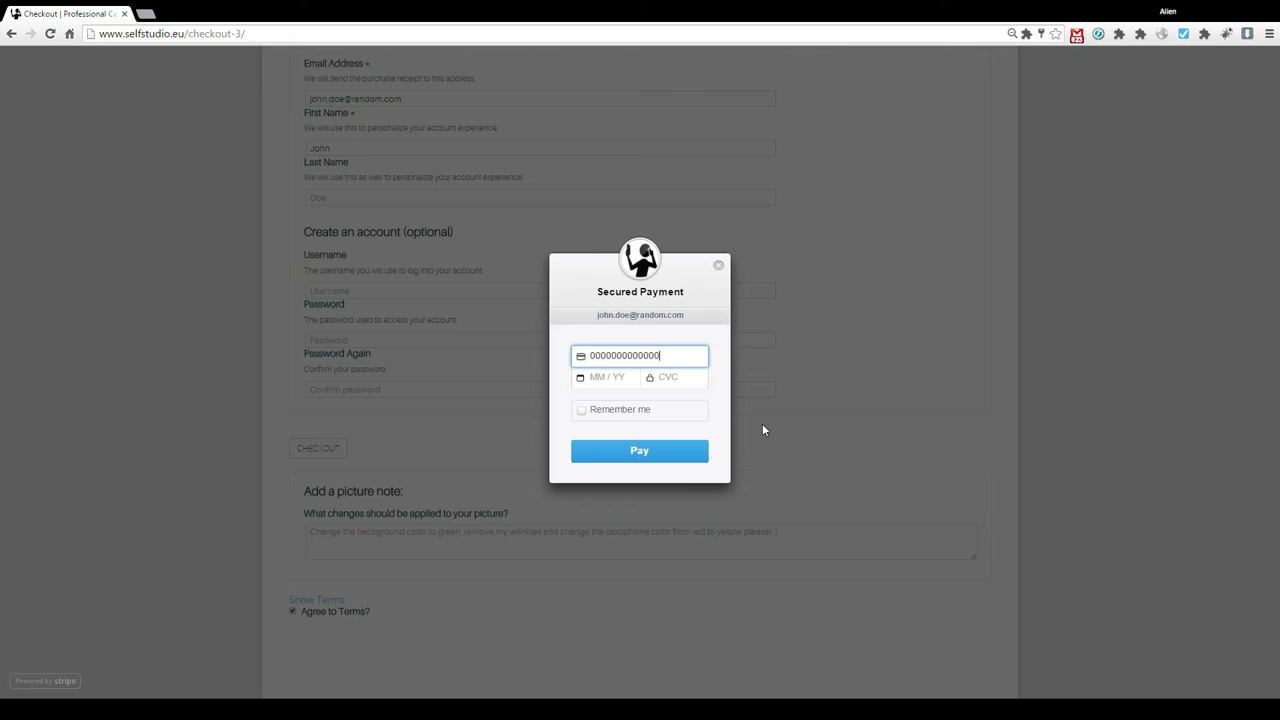 Checkout | Professional Ca
Alien
www.selfstudio.eu/checkout-3/
Email Address *
We will send the purchase receipt to this address.
john.doe@random.com
First Name *
We will use this to personalize your account experience.
John
Last Name
We will use this as well to personalize your account experience.
Doe
Create an account (optional)
Username
The username you will use to log into your account.
Username
Password
The password used to access your account.
Password
Password Again
Confirm your password.
Confirm password
Secured Payment
john.doe@random.com
0000000000000
MM / YY
CVC
Remember me
Pay
CHECKOUT
Add a picture note:
What changes should be applied to your picture?
Change the background color to green, remove my wrinkles and change the saxophone color from red to yellow please(:)
Show Terms
Agree to Terms?
Powered by stripe